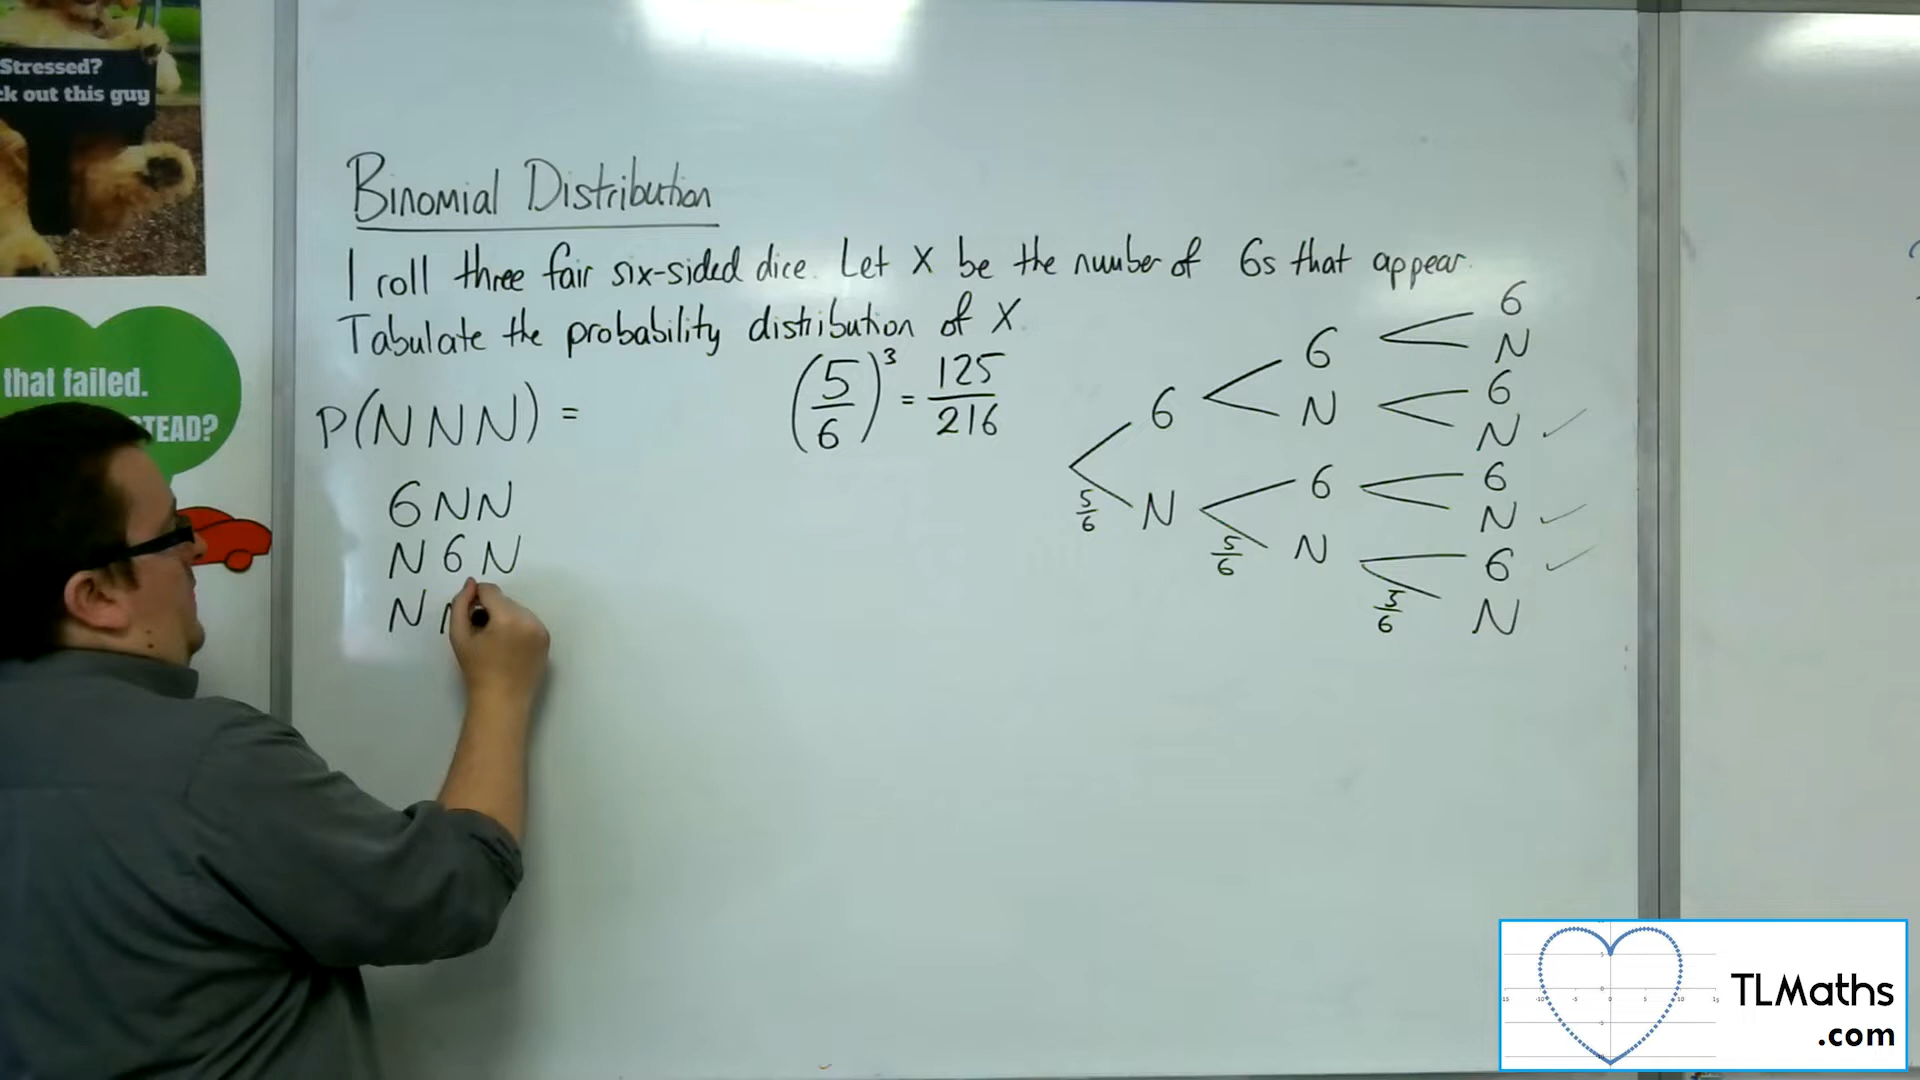 Stressed?
ck out this guy
that failed.
TEAD?
Binomial Distribution
I roll three fair six-sided dice. Let X be the number of 6s that appear.
Tabulate the probability distribution of X
P(NNN) = (5/6)³ = 125/216
6NN
N6N
N
6
N
6
N
6
N
6
N
6
N
6
N
6
N
5/6
5/6
5/6
TLMaths
.com